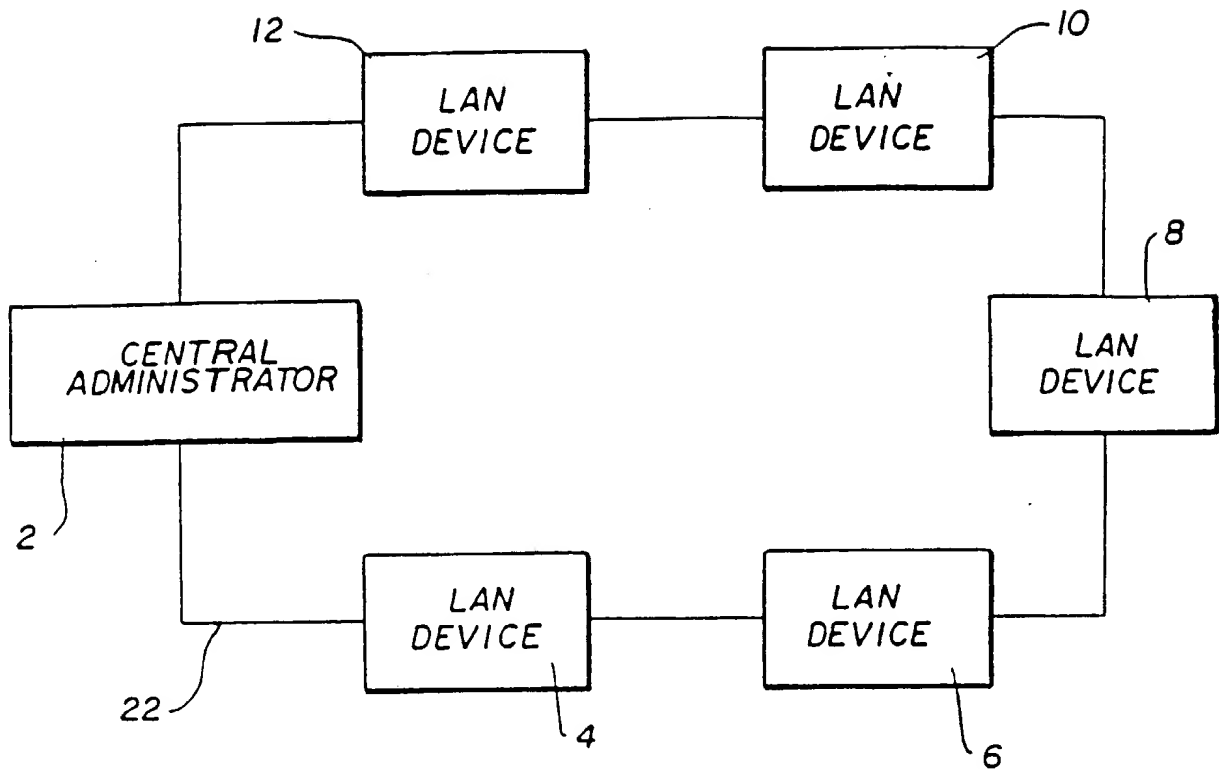 12
10
LAN
DEVICE
LAN
DEVICE
8
CENTRAL
ADMINISTRATOR
LAN
DEVICE
2
LAN
DEVICE
LAN
DEVICE
22
4
6